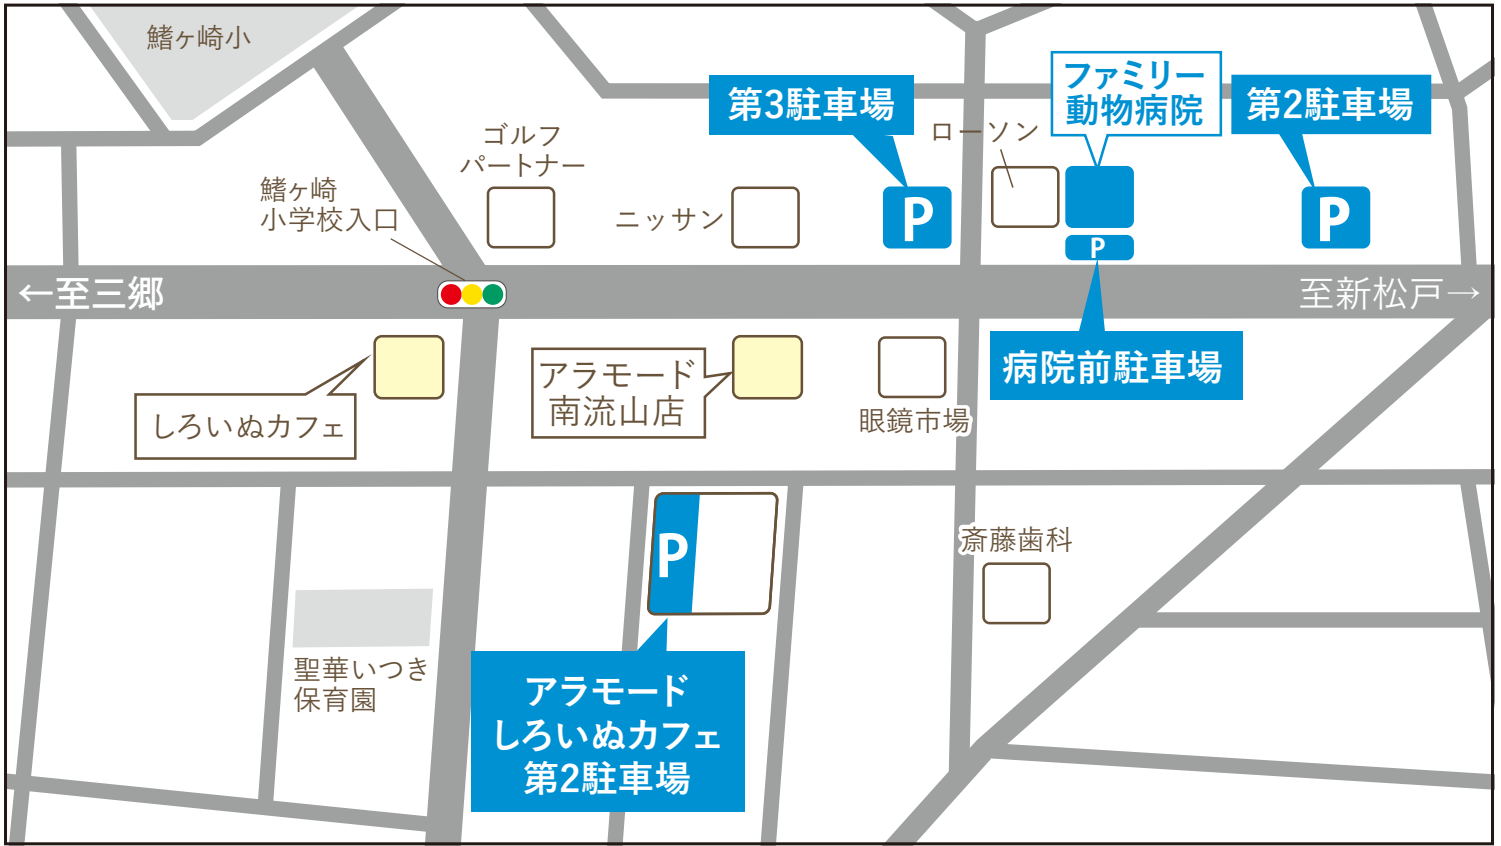 鰭ヶ崎小
第3駐車場
ファミリー
動物病院
第2駐車場
ゴルフ
パートナー
ローソン
鰭ヶ崎
小学校入口
ニッサン
P
P
P
←至三郷
至新松戸→
病院前駐車場
アラモード
南流山店
しろいぬカフェ
眼鏡市場
P
斎藤歯科
聖華いつき
保育園
アラモード
しろいぬカフェ
第2駐車場